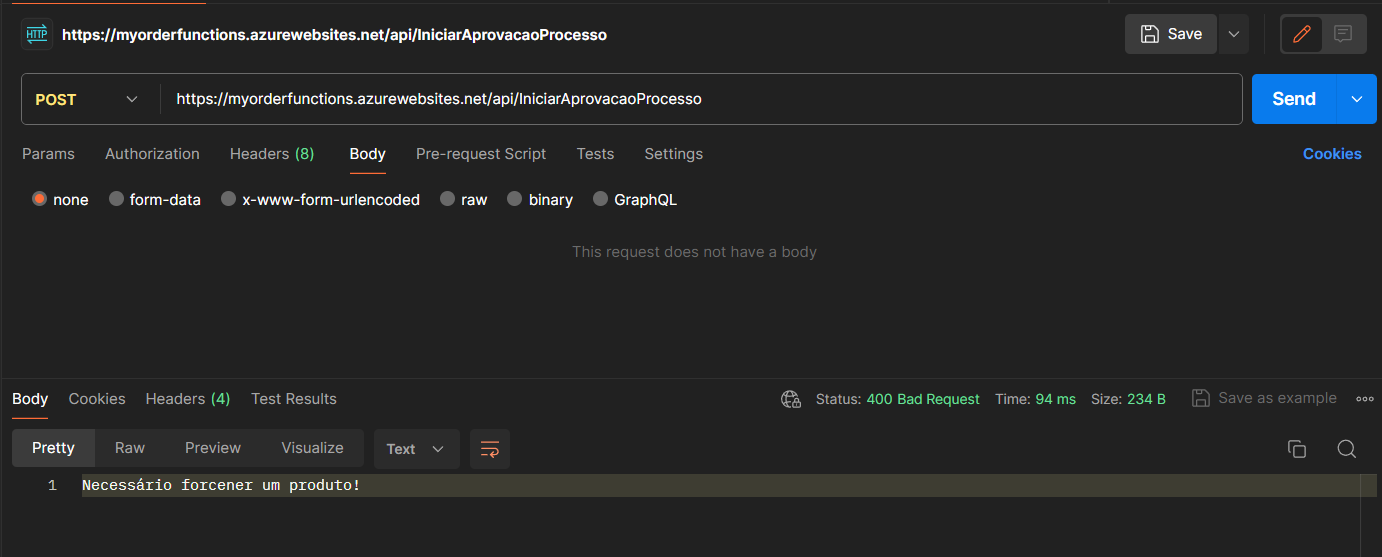 HTTP https://myorderfunctions.azurewebsites.net/api/IniciarAprovacaoProcesso Save
POST https://myorderfunctions.azurewebsites.net/api/IniciarAprovacaoProcesso Send
Params Authorization Headers (8) Body Pre-request Script Tests Settings Cookies
none form-data x-www-form-urlencoded raw binary GraphQL
This request does not have a body
Body Cookies Headers (4) Test Results Status: 400 Bad Request Time: 94 ms Size: 234 B Save as example
Pretty Raw Preview Visualize Text
1 Necessário forcener um produto!